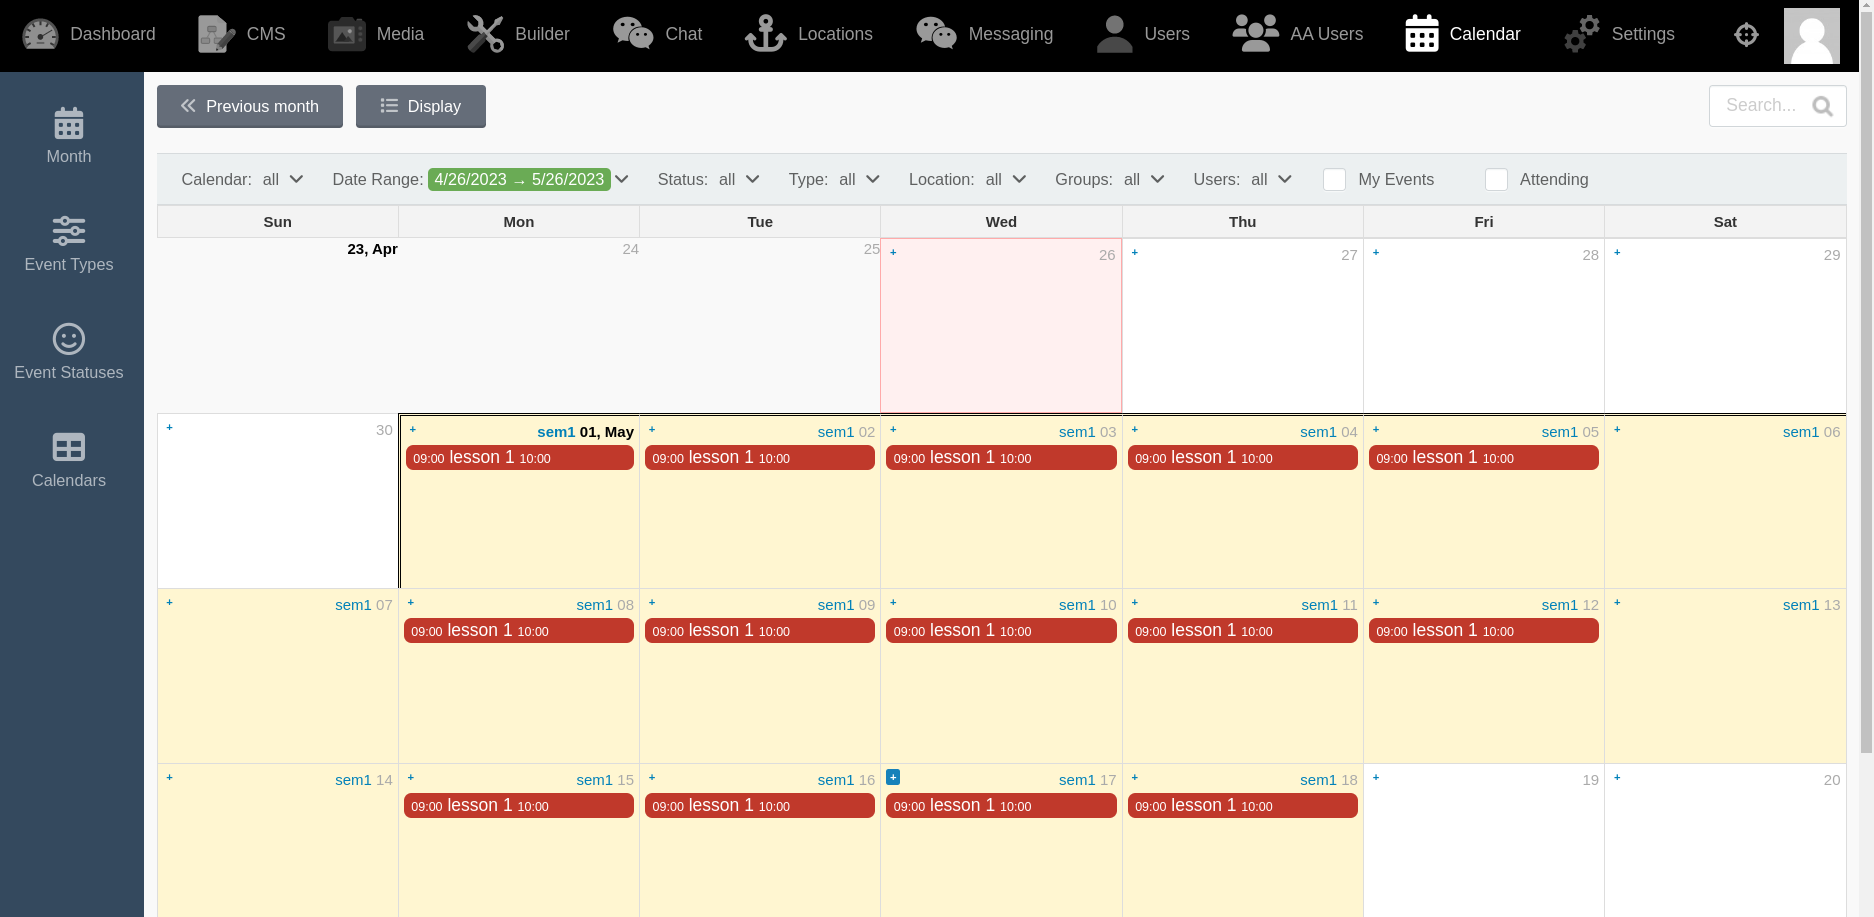 Dashboard CMS Media Builder Chat Locations Messaging Users AA Users Calendar Settings
Previous month Display Search...
Month
Event Types
Event Statuses
Calendars
Calendar: all Date Range: 4/26/2023 → 5/26/2023 Status: all Type: all Location: all Groups: all Users: all My Events Attending
Sun Mon Tue Wed Thu Fri Sat
23, Apr 24 25 + 26 + 27 + 28 + 29
+ 30 + sem1 01, May + sem1 02 + sem1 03 + sem1 04 + sem1 05 + sem1 06
09:00 lesson 1 10:00 09:00 lesson 1 10:00 09:00 lesson 1 10:00 09:00 lesson 1 10:00 09:00 lesson 1 10:00
+ sem1 07 + sem1 08 + sem1 09 + sem1 10 + sem1 11 + sem1 12 + sem1 13
09:00 lesson 1 10:00 09:00 lesson 1 10:00 09:00 lesson 1 10:00 09:00 lesson 1 10:00 09:00 lesson 1 10:00
+ sem1 14 + sem1 15 + sem1 16 + sem1 17 + sem1 18 + 19 + 20
09:00 lesson 1 10:00 09:00 lesson 1 10:00 09:00 lesson 1 10:00 09:00 lesson 1 10:00